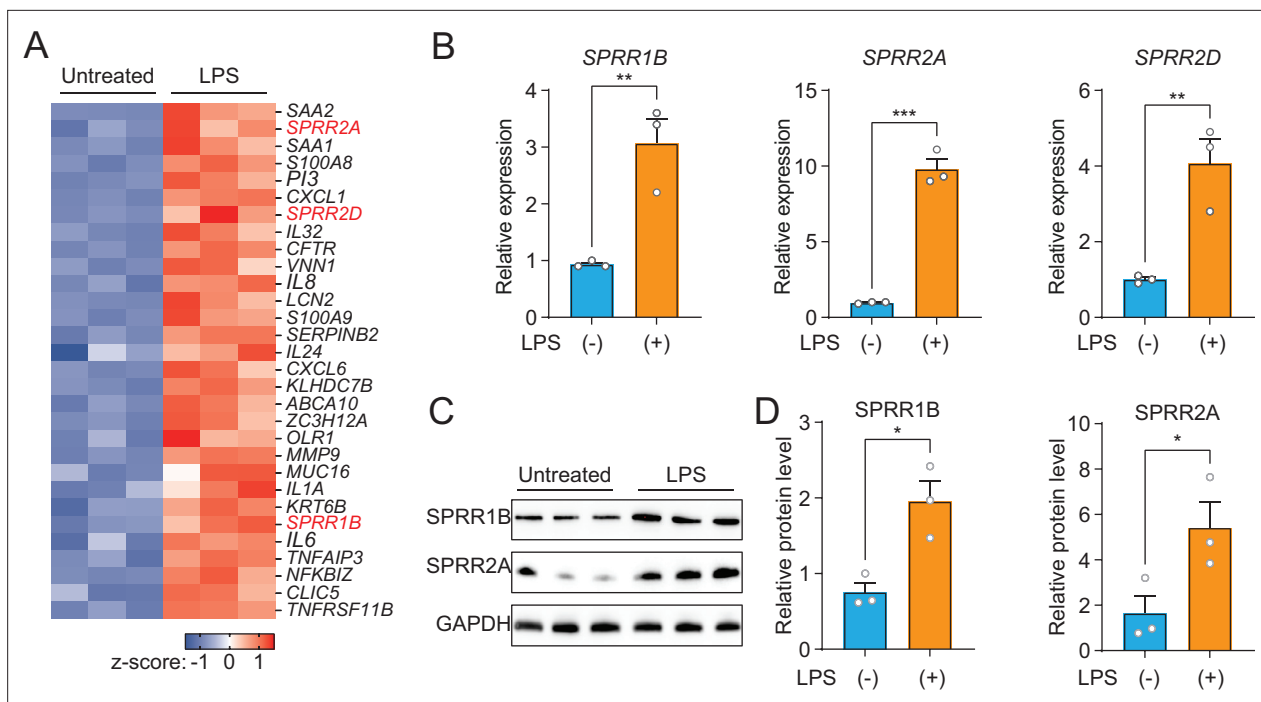 A
Untreated LPS
SAA2
SPRR2A
SAA1
S100A8
PI3
CXCL1
SPRR2D
IL32
CFTR
VNN1
IL8
LCN2
S100A9
SERPINB2
IL24
CXCL6
KLHDC7B
ABCA10
ZC3H12A
OLR1
MMP9
MUC16
IL1A
KRT6B
SPRR1B
IL6
TNFAIP3
NFKBIZ
CLIC5
TNFRSF11B
z-score: -1 0 1
B
SPRR1B
Relative expression
4
3
2
1
0
**
LPS (-) (+)
SPRR2A
Relative expression
15
10
5
0
***
(-) (+)
SPRR2D
Relative expression
6
4
2
0
**
LPS (-) (+)
C
Untreated LPS
SPRR1B
SPRR2A
GAPDH
D
SPRR1B
Relative protein level
3
2
1
0
*
LPS (-) (+)
SPRR2A
Relative protein level
10
8
6
4
2
0
*
LPS (-) (+)